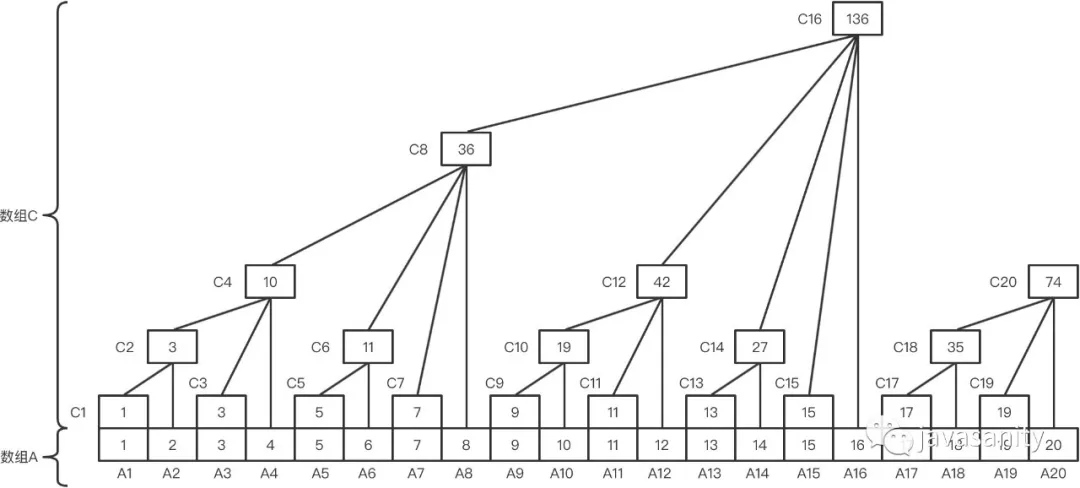 C16 136
C8 36
数组C
C4 10 C12 42 C20 74
C2 3 C6 11 C10 19 C14 27 C18 35
C3 C5 C7 C9 C11 C13 C15 C17 C19
C1 1 3 5 7 9 11 13 15 17 19
数组A 1 2 3 4 5 6 7 8 9 10 11 12 13 14 15 16 17 18 19 20
javasanity
A1 A2 A3 A4 A5 A6 A7 A8 A9 A10 A11 A12 A13 A14 A15 A16 A17 A18 A19 A20